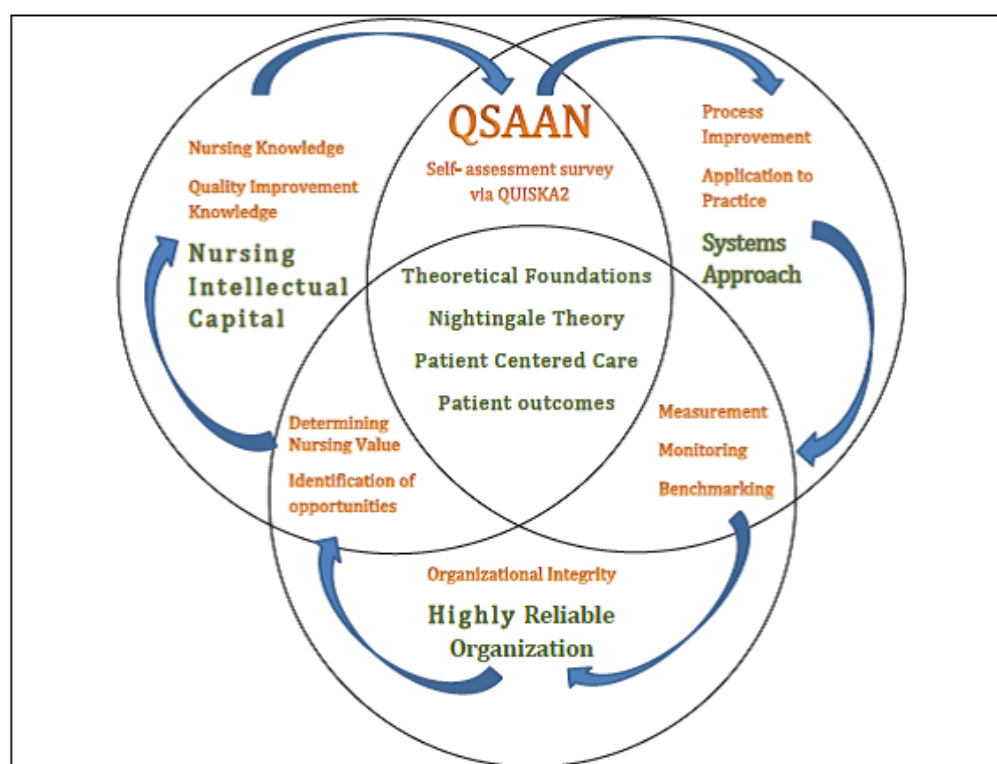 QSAAN
Self- assessment survey
via QUISKA2
Nursing Knowledge
Quality Improvement
Knowledge
Nursing
Intellectual
Capital
Process
Improvement
Application to
Practice
Systems
Approach
Theoretical Foundations
Nightingale Theory
Patient Centered Care
Patient outcomes
Determining
Nursing Value
Identification of
opportunities
Measurement
Monitoring
Benchmarking
Organizational Integrity
Highly Reliable
Organization